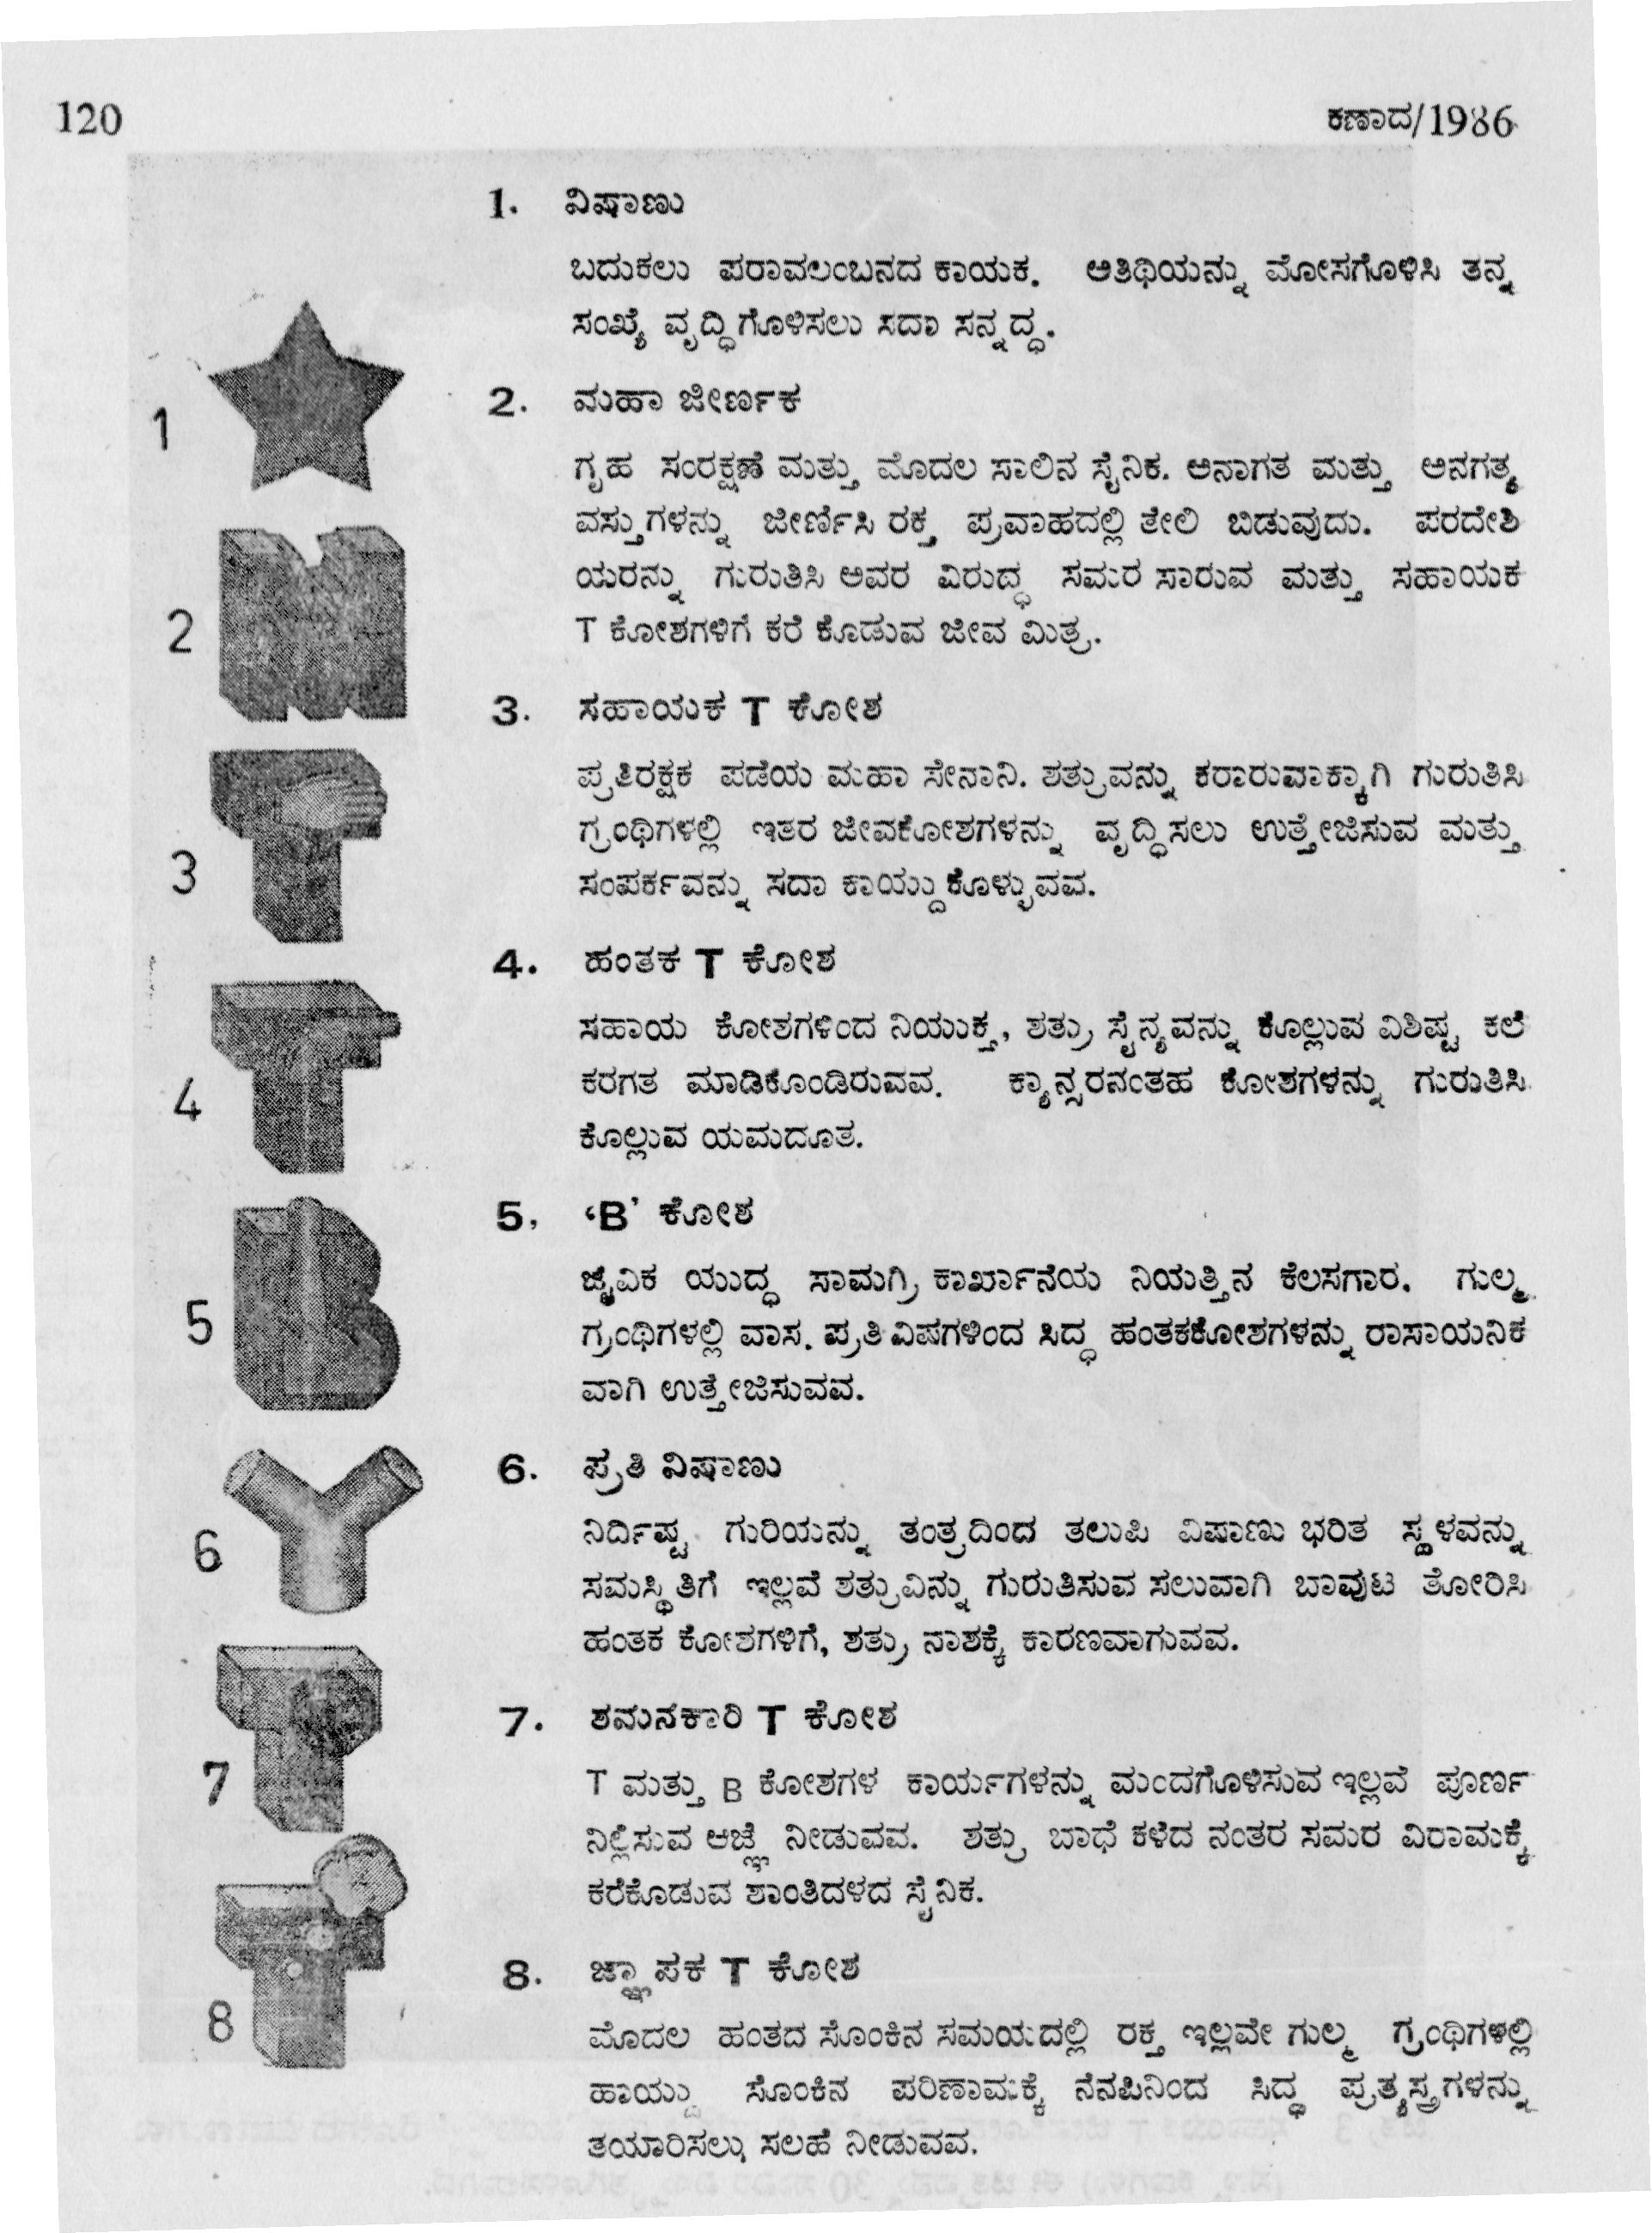 120
ಕಣಾದ/1986
1. ವಿಷಾಣು
ಬದುಕಲು ಪರಾವಲಂಬನದ ಕಾಯಕ. ಆತಿಥಿಯನ್ನು ಮೋಸಗೊಳಿಸಿ ತನ್ನ
ಸಂಖ್ಯೆ ವೃದ್ಧಿಗೊಳಿಸಲು ಸದಾ ಸನ್ನದ್ಧ.
1
2. ಮಹಾ ಜೀರ್ಣಕ
ಗೃಹ ಸಂರಕ್ಷಣೆ ಮತ್ತು ಮೊದಲ ಸಾಲಿನ ಸೈನಿಕ. ಅನಾಗತ ಮತ್ತು ಅನಗತ್ಯ
ವಸ್ತುಗಳನ್ನು ಜೀರ್ಣಿಸಿ ರಕ್ತ ಪ್ರವಾಹದಲ್ಲಿ ತೇಲಿ ಬಿಡುವುದು. ಪರದೇಶಿ
ಯರನ್ನು ಗುರುತಿಸಿ ಅವರ ವಿರುದ್ಧ ಸಮರ ಸಾರುವ ಮತ್ತು ಸಹಾಯಕ
T ಕೋಶಗಳಿಗೆ ಕರೆ ಕೊಡುವ ಜೀವ ಮಿತ್ರ.
2
3. ಸಹಾಯಕ T ಕೋಶ
ಪ್ರತಿರಕ್ಷಕ ಪಡೆಯ ಮಹಾ ಸೇನಾನಿ. ಶತ್ರುವನ್ನು ಕರಾರುವಾಕ್ಕಾಗಿ ಗುರುತಿಸಿ
ಗ್ರಂಥಿಗಳಲ್ಲಿ ಇತರ ಜೀವಕೋಶಗಳನ್ನು ವೃದ್ಧಿಸಲು ಉತ್ತೇಜಿಸುವ ಮತ್ತು
ಸಂಪರ್ಕವನ್ನು ಸದಾ ಕಾಯ್ದುಕೊಳ್ಳುವವ.
3
4. ಹಂತಕ T ಕೋಶ
ಸಹಾಯ ಕೋಶಗಳಿಂದ ನಿಯುಕ್ತ, ಶತ್ರು ಸೈನ್ಯವನ್ನು ಕೊಲ್ಲುವ ವಿಶಿಷ್ಟ ಕಲೆ
ಕರಗತ ಮಾಡಿಕೊಂಡಿರುವವ. ಕ್ಯಾನ್ಸರನಂತಹ ಕೋಶಗಳನ್ನು ಗುರುತಿಸಿ
ಕೊಲ್ಲುವ ಯಮದೂತ.
4
5, ‘B’ ಕೋಶ
ಜೈವಿಕ ಯುದ್ಧ ಸಾಮಗ್ರಿ ಕಾರ್ಖಾನೆಯ ನಿಯತ್ತಿನ ಕೆಲಸಗಾರ. ಗುಲ್ಮ
ಗ್ರಂಥಿಗಳಲ್ಲಿ ವಾಸ. ಪ್ರತಿವಿಷಗಳಿಂದ ಸಿದ್ಧ ಹಂತಕಕೋಶಗಳನ್ನು ರಾಸಾಯನಿಕ
ವಾಗಿ ಉತ್ತೇಜಿಸುವವ.
5
6. ಪ್ರತಿ ವಿಷಾಣು
ನಿರ್ದಿಷ್ಟ ಗುರಿಯನ್ನು ತಂತ್ರದಿಂದ ತಲುಪಿ ವಿಷಾಣು ಭರಿತ ಸ್ಥಳವನ್ನು
ಸಮಸ್ಥಿತಿಗೆ ಇಲ್ಲವೆ ಶತ್ರುವಿನ್ನು ಗುರುತಿಸುವ ಸಲುವಾಗಿ ಬಾವುಟ ತೋರಿಸಿ
ಹಂತಕ ಕೋಶಗಳಿಗೆ, ಶತ್ರು ನಾಶಕ್ಕೆ ಕಾರಣವಾಗುವವ.
6
7. ಶಮನಕಾರಿ T ಕೋಶ
T ಮತ್ತು B ಕೋಶಗಳ ಕಾರ್ಯಗಳನ್ನು ಮಂದಗೊಳಿಸುವ ಇಲ್ಲವೆ ಪೂರ್ಣ
ನಿಲ್ಲಿಸುವ ಆಜ್ಞೆ ನೀಡುವವ. ಶತ್ರು ಬಾಧೆ ಕಳೆದ ನಂತರ ಸಮರ ವಿರಾಮಕ್ಕೆ
ಕರೆಕೊಡುವ ಶಾಂತಿದಳದ ಸೈನಿಕ.
7
8. ಜ್ಞಾಪಕ T ಕೋಶ
ಮೊದಲ ಹಂತದ ಸೊಂಕಿನ ಸಮಯದಲ್ಲಿ ರಕ್ತ ಇಲ್ಲವೇ ಗುಲ್ಮ ಗ್ರಂಥಿಗಳಲ್ಲಿ
ಹಾಯ್ದು ಸೊಂಕಿನ ಪರಿಣಾಮಕ್ಕೆ ನೆನಪಿನಿಂದ ಸಿದ್ಧ ಪ್ರತ್ಯಸ್ತ್ರಗಳನ್ನು
ತಯಾರಿಸಲು ಸಲಹೆ ನೀಡುವವ.
8